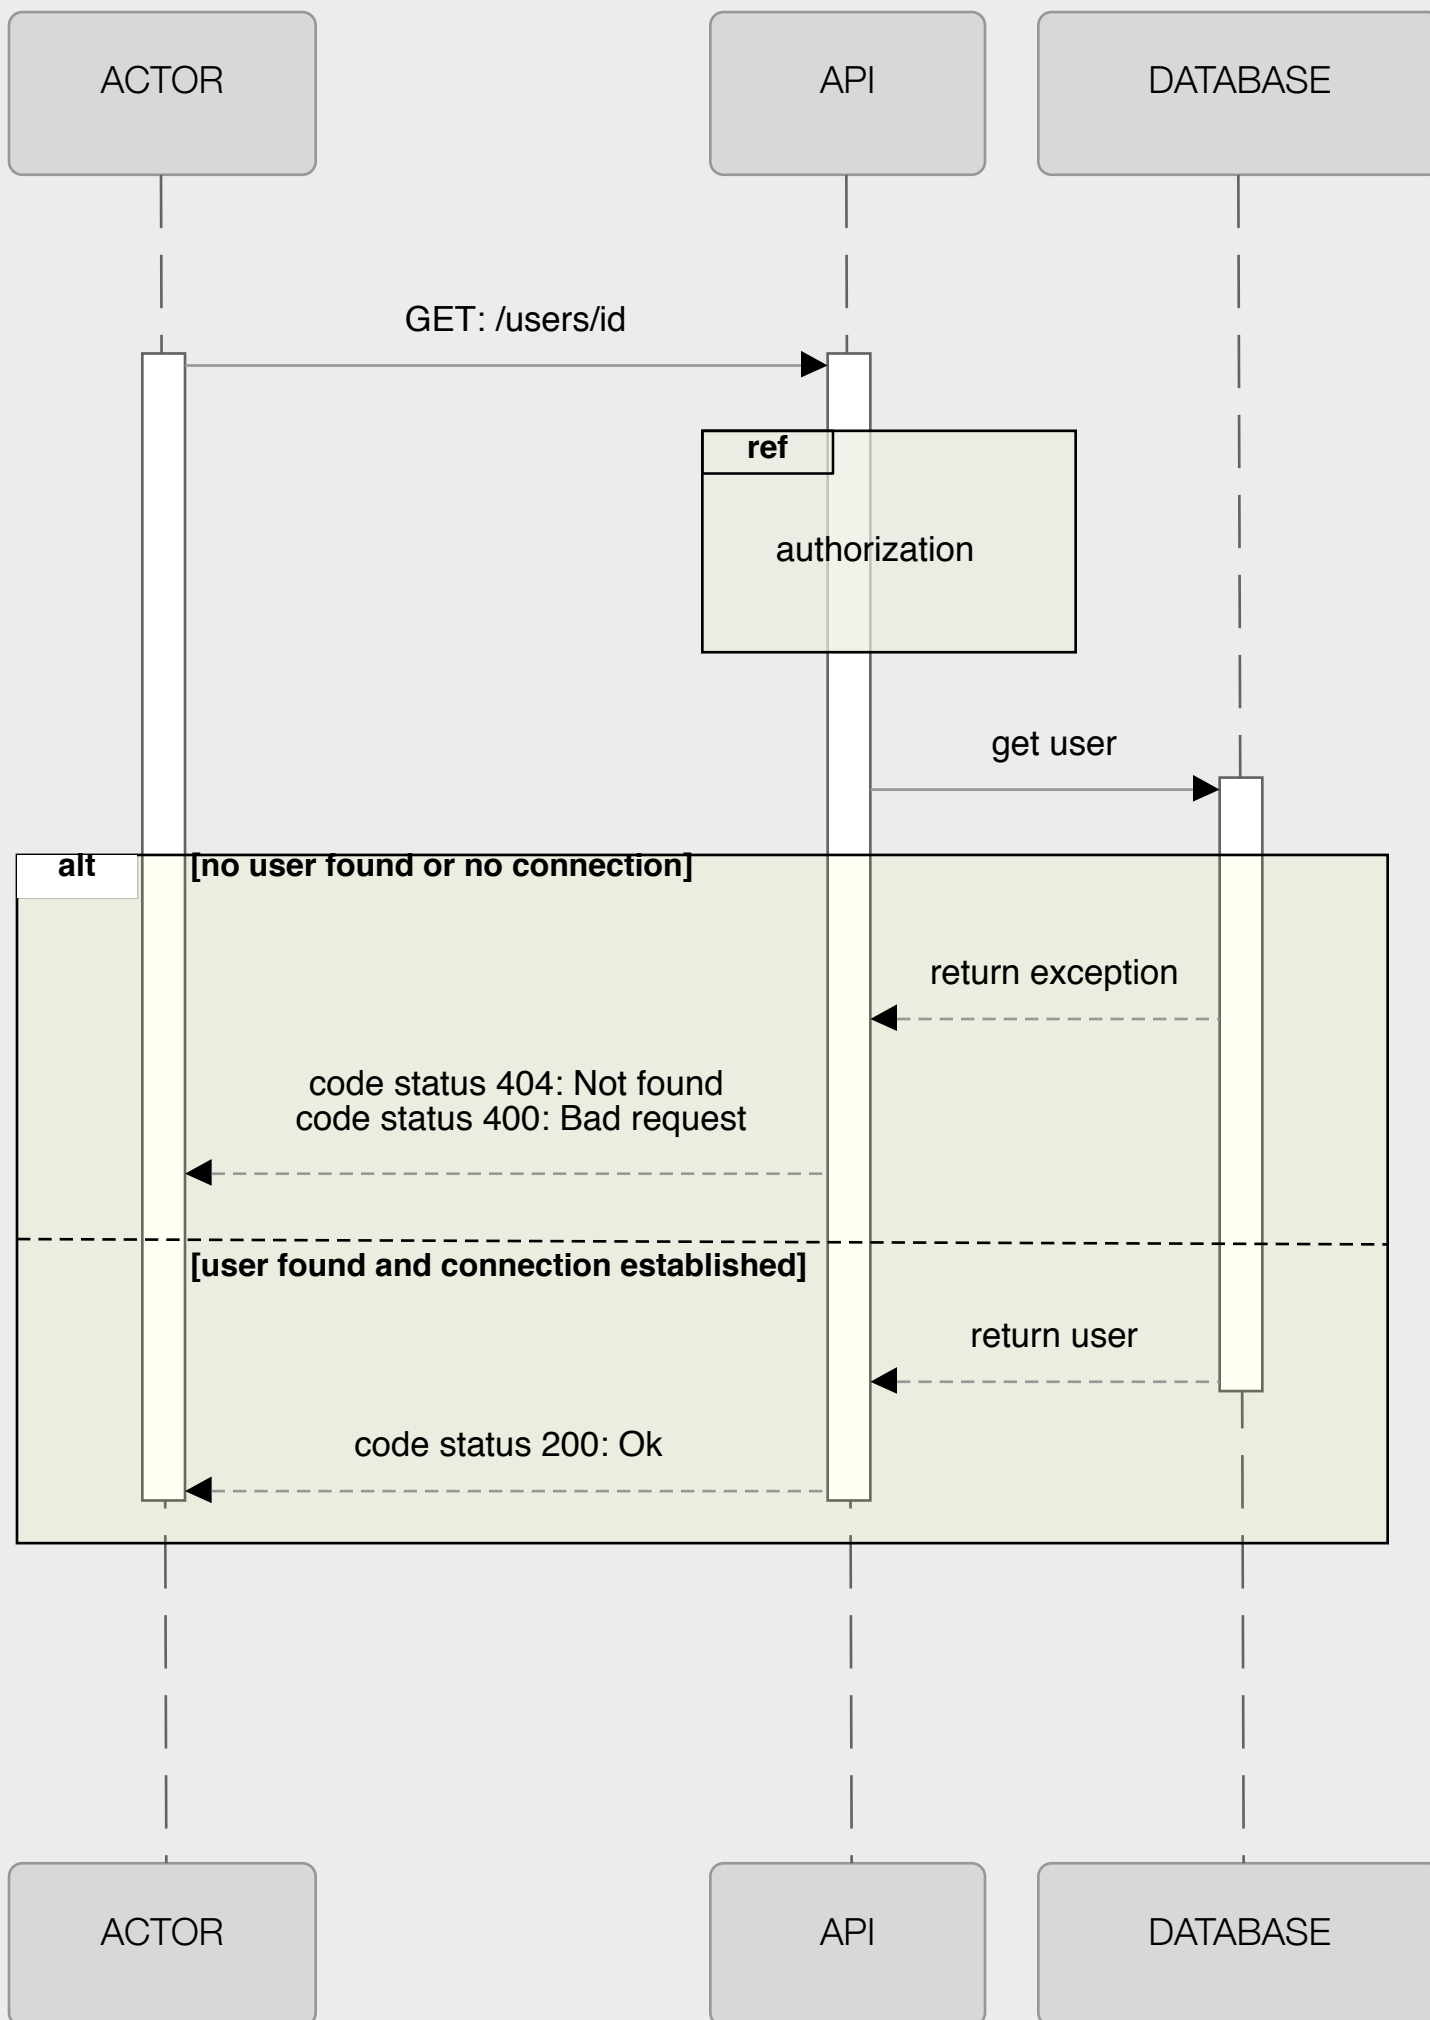 ACTOR
API
DATABASE
GET: /users/id
ref
authorization
get user
alt
[no user found or no connection]
return exception
code status 404: Not found
code status 400: Bad request
[user found and connection established]
return user
code status 200: Ok
ACTOR
API
DATABASE